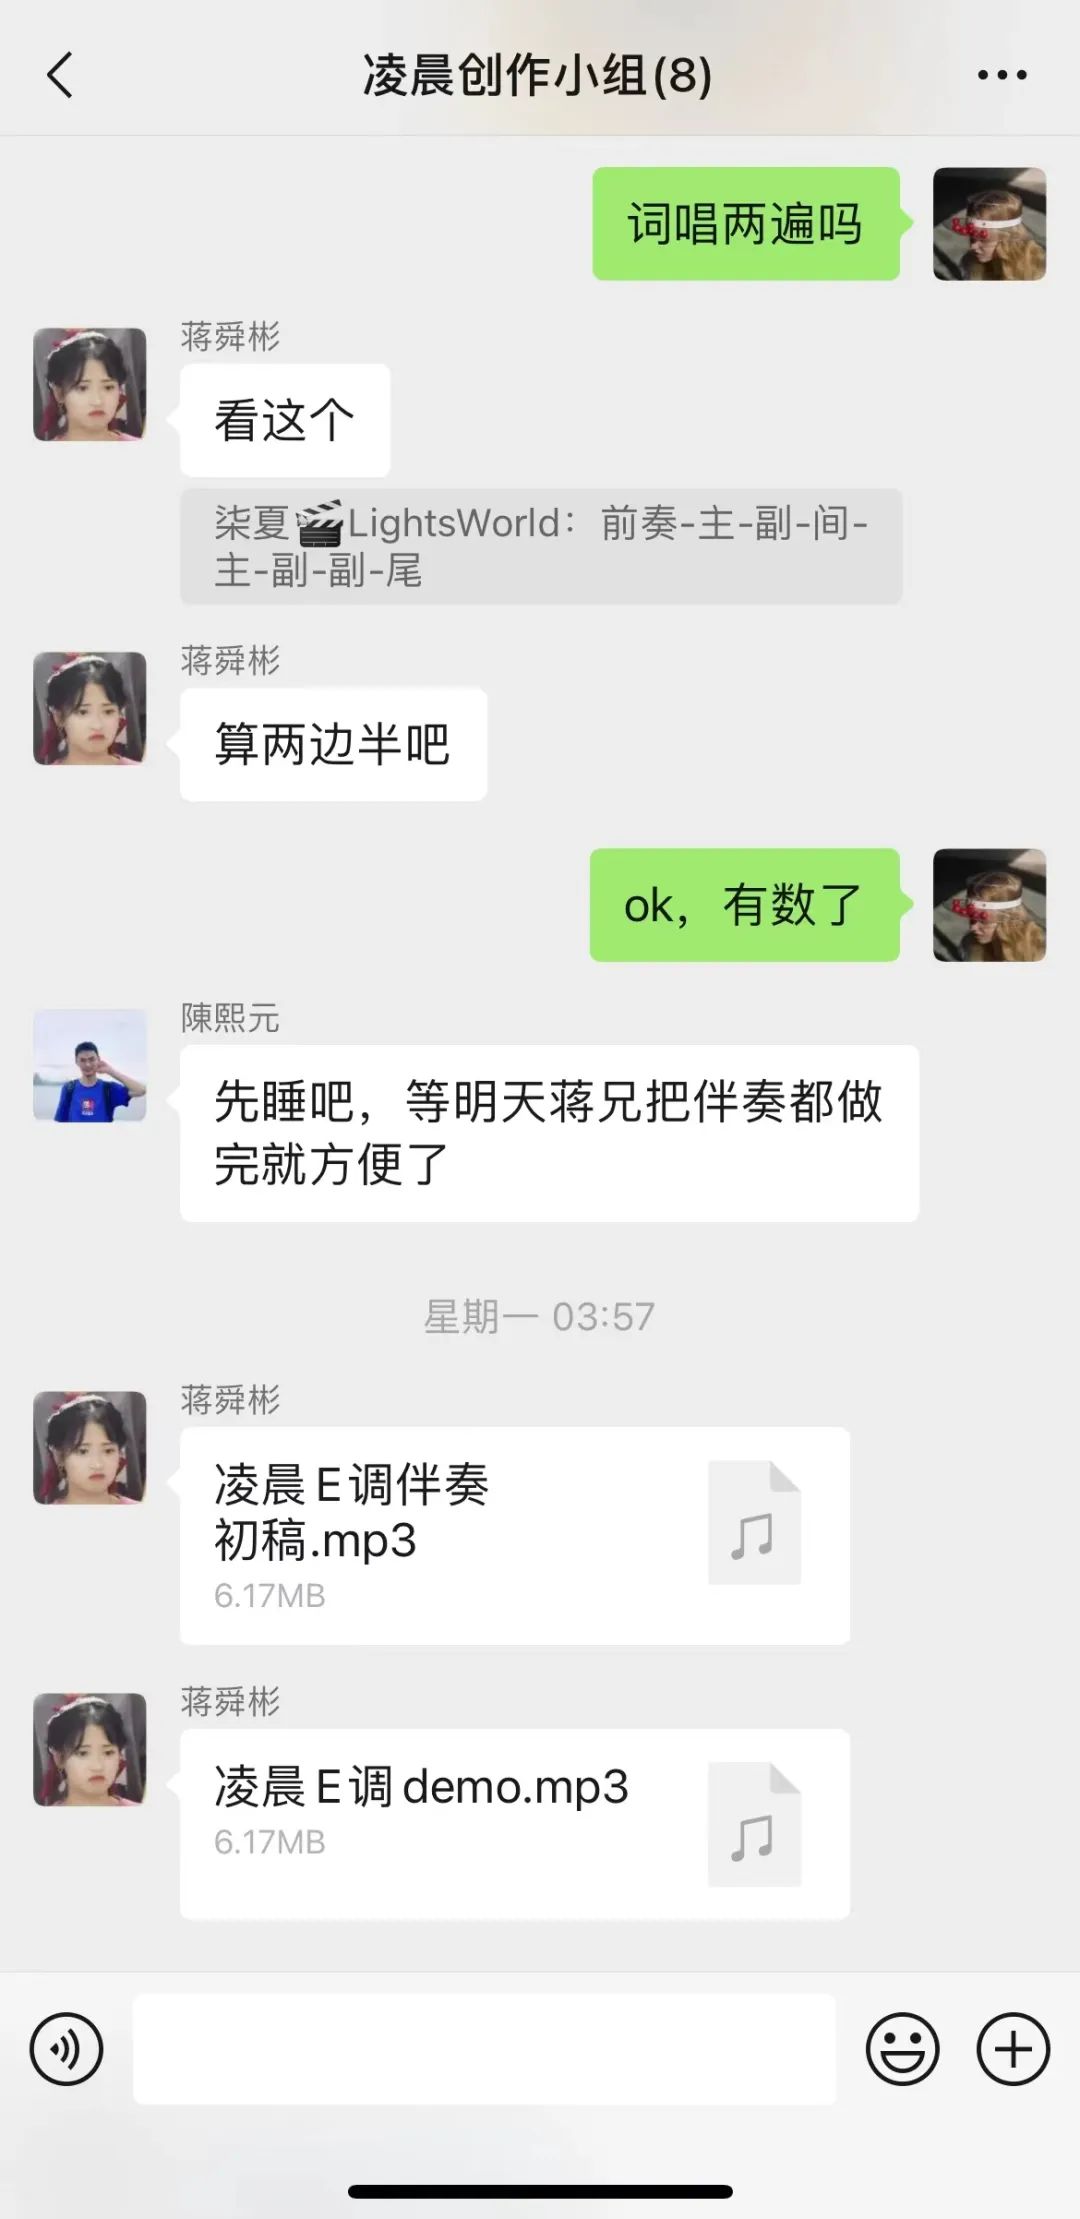 凌晨创作小组(8)
词唱两遍吗
蒋舜彬
看这个
柒夏🎬LightsWorld：前奏-主-副-间-
主-副-副-尾
蒋舜彬
算两边半吧
ok，有数了
陳熙元
先睡吧，等明天蒋兄把伴奏都做
完就方便了
星期一 03:57
蒋舜彬
凌晨E调伴奏
初稿.mp3
6.17MB
蒋舜彬
凌晨E调demo.mp3
6.17MB